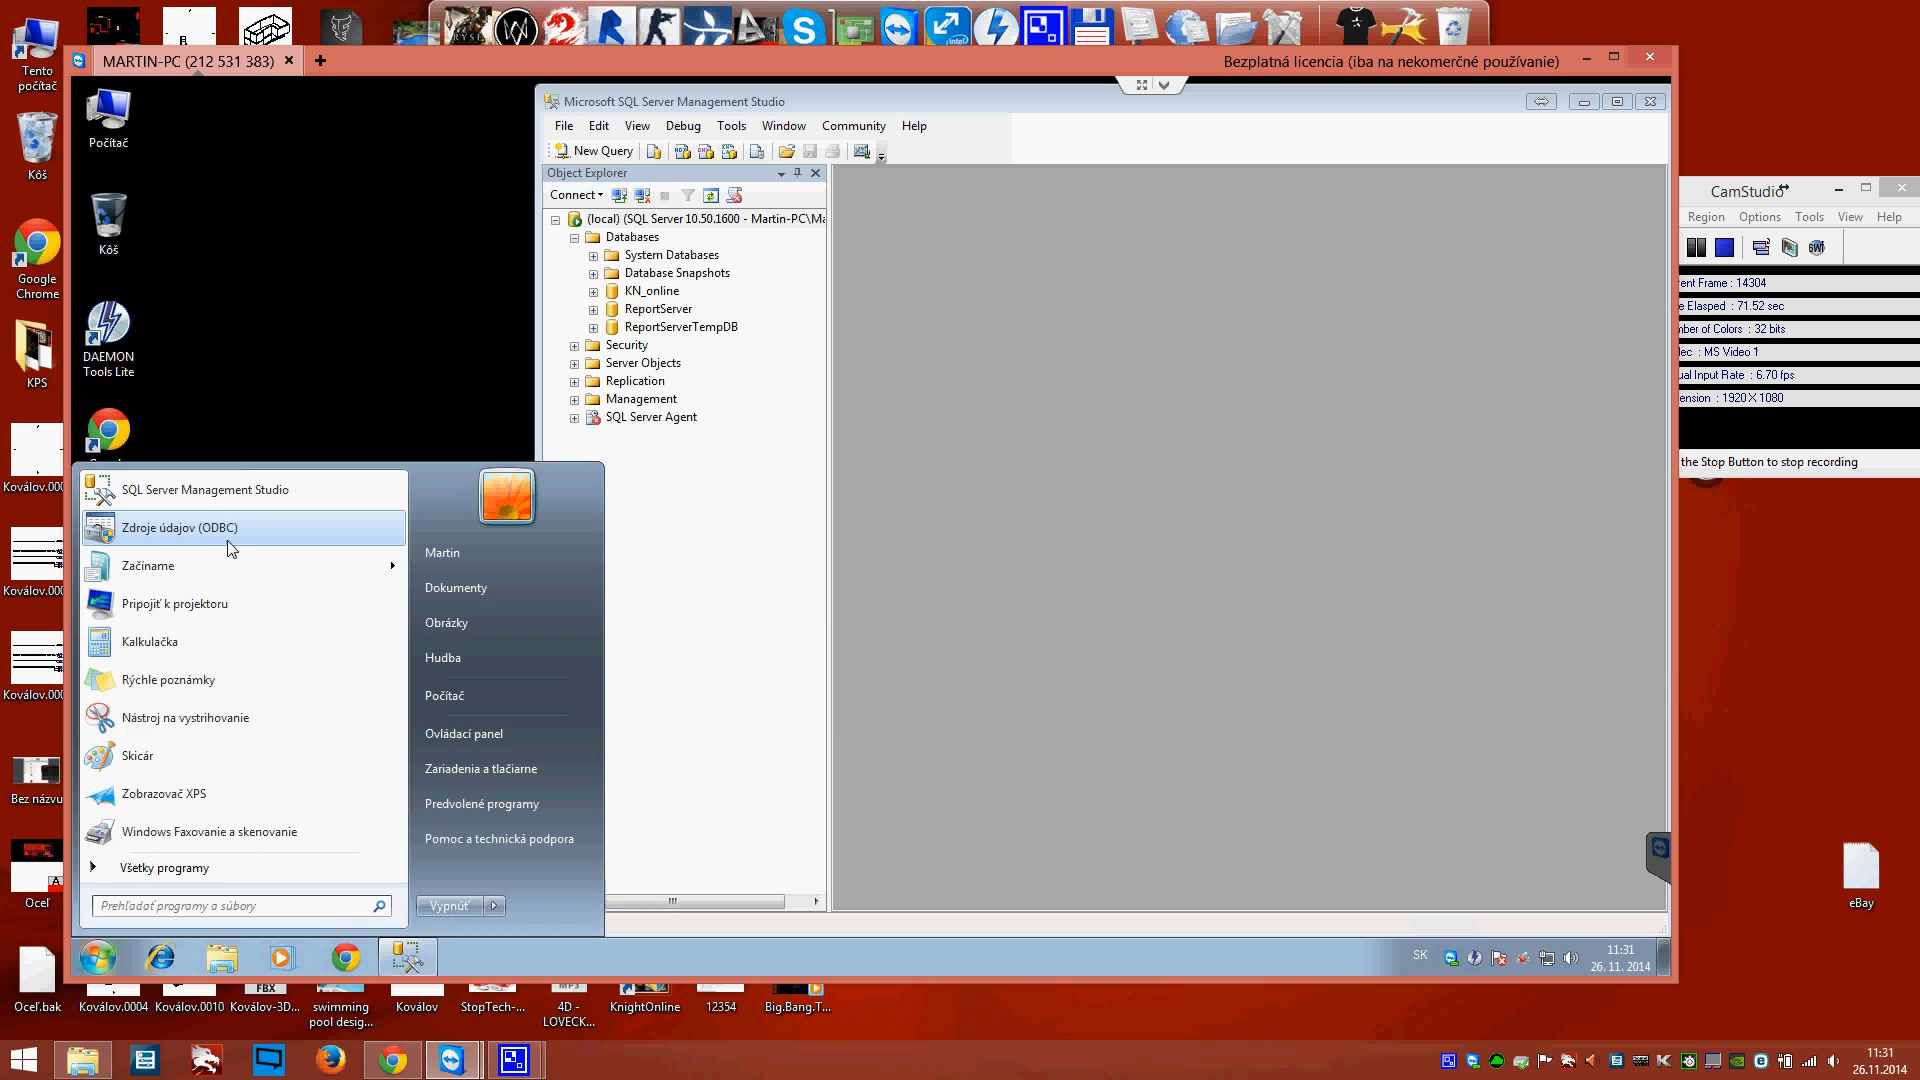 Tento
počítač
Kôš
Google
Chrome
KPS
Koválov.000
Koválov.000
Koválov.000
Bez názvu
Oceľ
Oceľ.bak
MARTIN-PC (212 531 383)
Bezplatná licencia (iba na nekomerčné používanie)
Počítač
Kôš
DAEMON
Tools Lite
Microsoft SQL Server Management Studio
File Edit View Debug Tools Window Community Help
New Query
Object Explorer
Connect
(local) (SQL Server 10.50.1600 - Martin-PC\Ma
Databases
System Databases
Database Snapshots
KN_online
ReportServer
ReportServerTempDB
Security
Server Objects
Replication
Management
SQL Server Agent
SQL Server Management Studio
Zdroje údajov (ODBC)
Začíname
Pripojiť k projektoru
Kalkulačka
Rýchle poznámky
Nástroj na vystrihovanie
Skicár
Zobrazovač XPS
Windows Faxovanie a skenovanie
Všetky programy
Prehľadať programy a súbory
Martin
Dokumenty
Obrázky
Hudba
Počítač
Ovládací panel
Zariadenia a tlačiarne
Predvolené programy
Pomoc a technická podpora
Vypnúť
SK
11:31
26. 11. 2014
CamStudio
Region Options Tools View Help
rent Frame : 14304
e Elasped : 71.52 sec
nber of Colors : 32 bits
lec : MS Video 1
ual Input Rate : 6.70 fps
ension : 1920 X 1080
the Stop Button to stop recording
eBay
Koválov.0004
Koválov.0010
Koválov-3D...
swimming
pool desig...
Koválov
StopTech-...
4D -
LOVECK...
KnightOnline
12354
Big.Bang.T...
11:31
26.11.2014